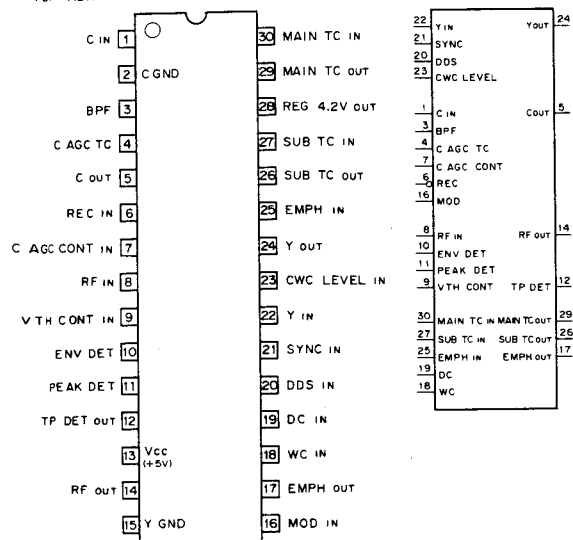 C IN 1
30 MAIN TC IN
2 C GND
29 MAIN TC OUT
BPF 3
28 REG 4.2V OUT
C AGC TC 4
27 SUB TC IN
C OUT 5
26 SUB TC OUT
REC IN 6
25 EMPH IN
C AGC CONT IN 7
24 Y OUT
RF IN 8
23 CWC LEVEL IN
V TH CONT IN 9
22 Y IN
ENV DET 10
21 SYNC IN
PEAK DET 11
20 DDS IN
TP DET OUT 12
19 DC IN
13 Vcc
(+5V)
18 WC IN
RF OUT 14
17 EMPH OUT
15 Y GND
16 MOD IN
22 Y IN YOUT 24
21 SYNC
20 DDS
23 CWC LEVEL
1 C IN COUT 5
3 BPF
4 C AGC TC
7 C AGC CONT
6 REC
16 MOD
8 RF IN RF OUT 14
10 ENV DET
11 PEAK DET
9 VTH CONT TP DET 12
30 MAIN TC IN MAIN TC OUT 29
27 SUB TC IN SUB TC OUT 26
25 EMPH IN EMPH OUT 17
19 DC
18 WC